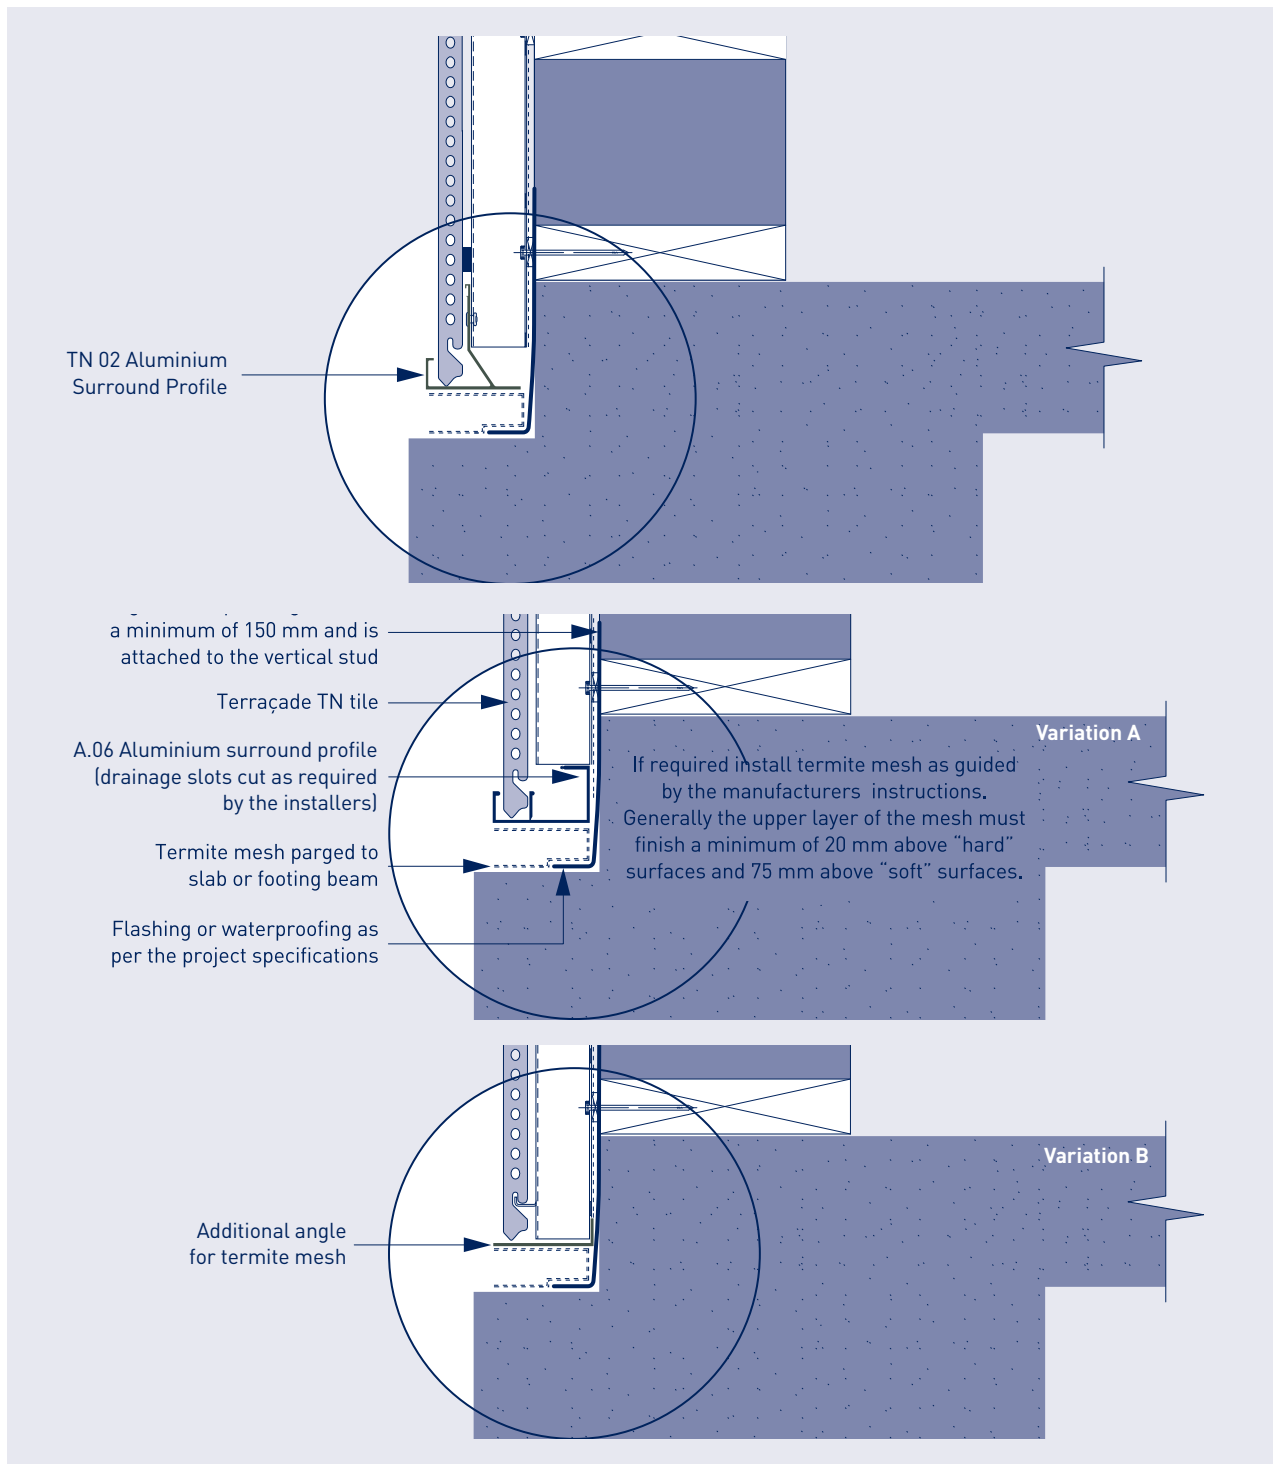 TN 02 Aluminium
Surround Profile
a minimum of 150 mm and is
attached to the vertical stud
Terraçade TN tile
A.06 Aluminium surround profile
(drainage slots cut as required
by the installers)
Termite mesh parged to
slab or footing beam
Flashing or waterproofing as
per the project specifications
Variation A
If required install termite mesh as guided
by the manufacturers instructions.
Generally the upper layer of the mesh must
finish a minimum of 20 mm above “hard”
surfaces and 75 mm above “soft” surfaces.
Variation B
Additional angle
for termite mesh